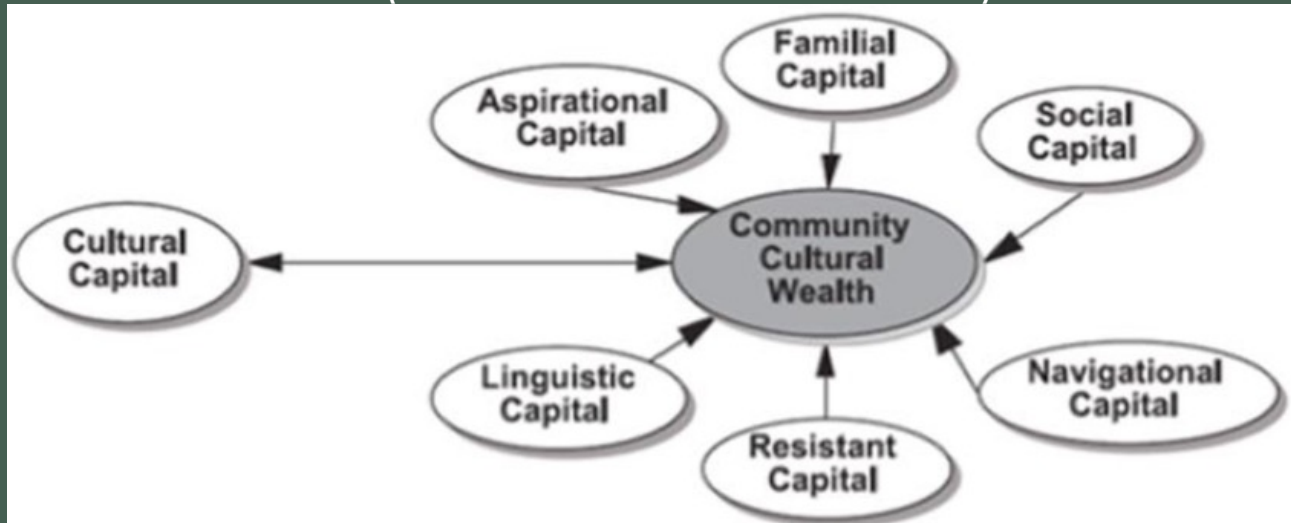 Familial
Capital
Aspirational
Capital
Social
Capital
Cultural
Capital
Community
Cultural
Wealth
Linguistic
Capital
Navigational
Capital
Resistant
Capital